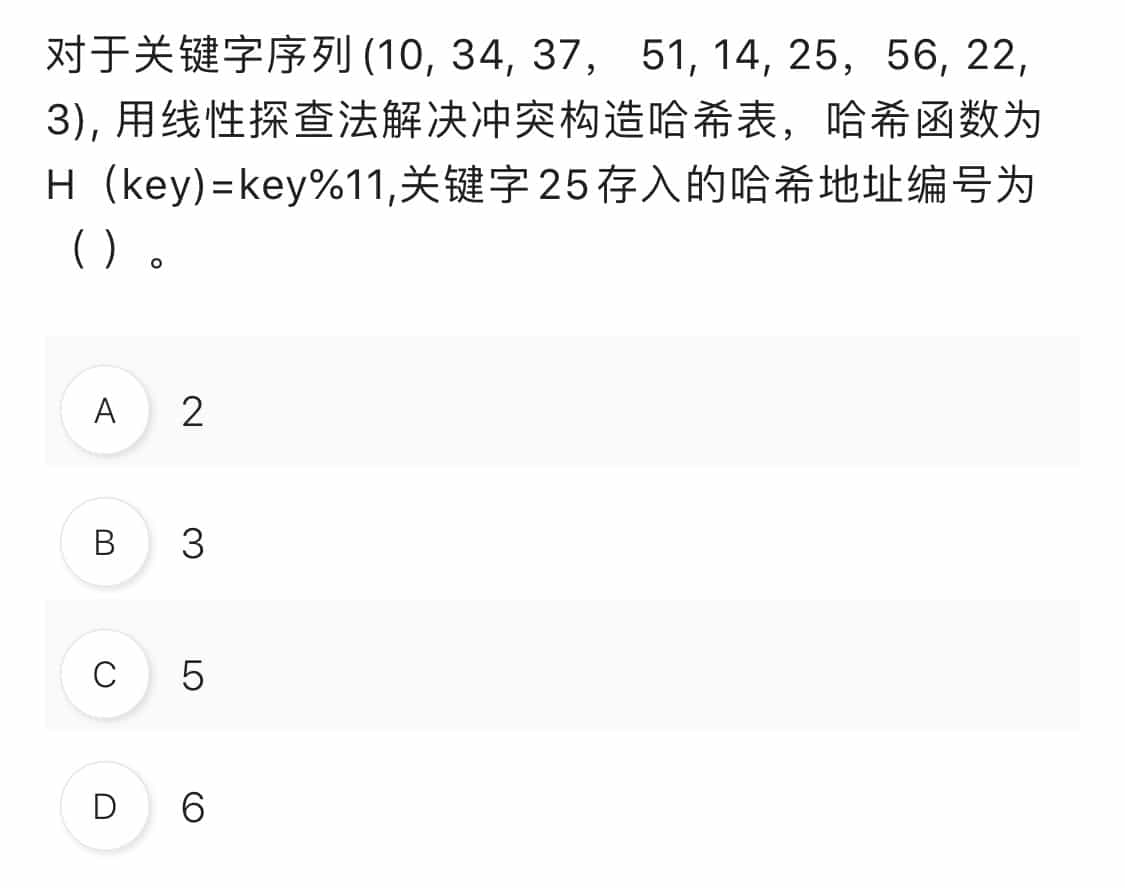 对于关键字序列(10, 34, 37, 51, 14, 25, 56, 22,
3), 用线性探查法解决冲突构造哈希表，哈希函数为
H（key)=key%11,关键字25存入的哈希地址编号为
( ) 。
A 2
B 3
C 5
D 6